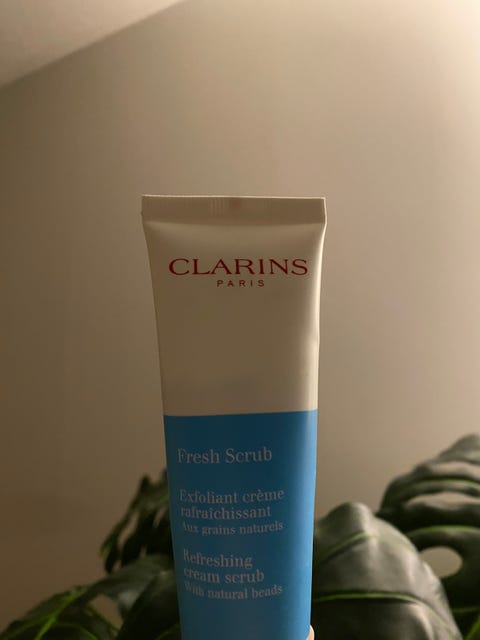 CLARINS
PARIS
Fresh Scrub
Exfoliant crème
rafraîchissant
Aux grains naturels
Refreshing
cream scrub
With natural beads